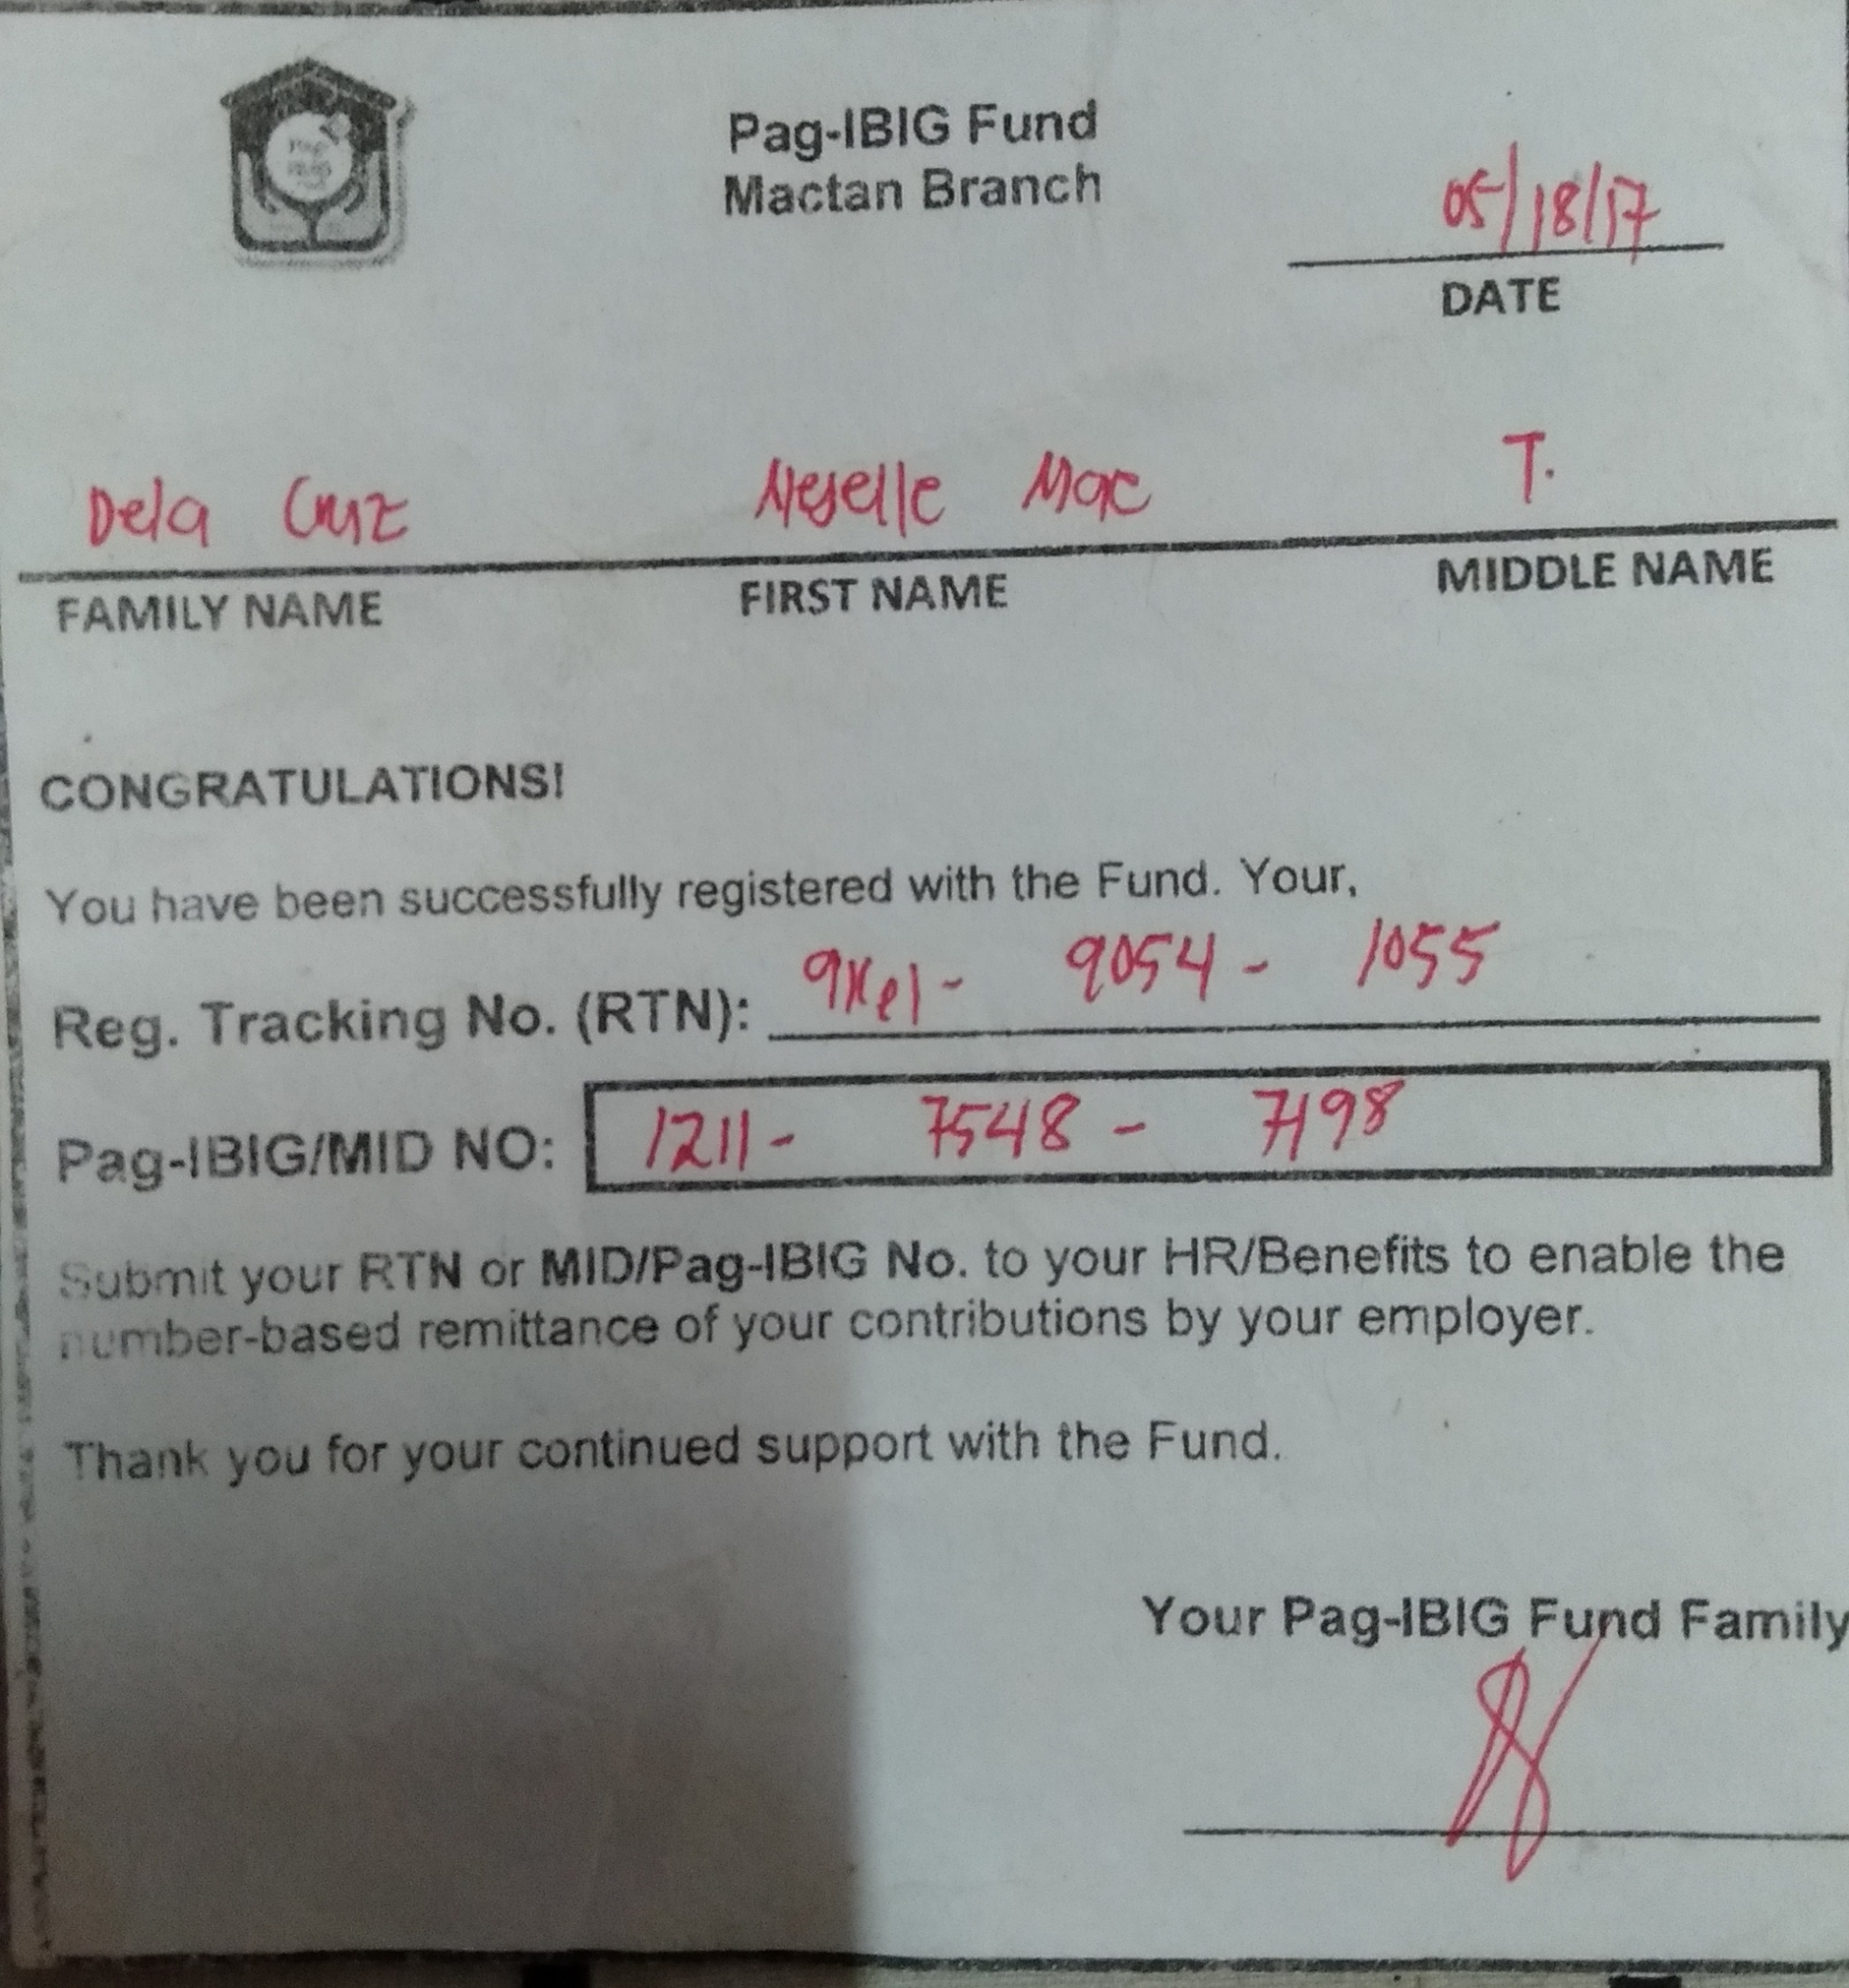 Pag-IBIG Fund
Mactan Branch
05/18/17
DATE
Dela Cruz Neselle Mae T.
FAMILY NAME FIRST NAME MIDDLE NAME
CONGRATULATIONS!
You have been successfully registered with the Fund. Your,
Reg. Tracking No. (RTN): - 9054 - 1055
Pag-IBIG/MID NO: 1211 - 7548 - 7198
Submit your RTN or MID/Pag-IBIG No. to your HR/Benefits to enable the
number-based remittance of your contributions by your employer.
Thank you for your continued support with the Fund.
Your Pag-IBIG Fund Family